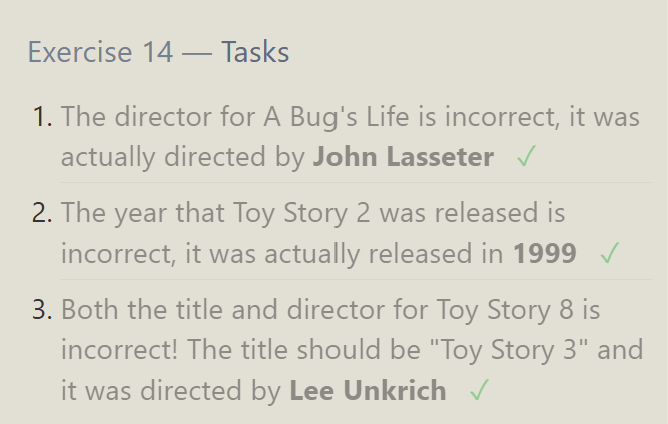 Exercise 14 — Tasks
1. The director for A Bug's Life is incorrect, it was
actually directed by John Lasseter ✓
2. The year that Toy Story 2 was released is
incorrect, it was actually released in 1999 ✓
3. Both the title and director for Toy Story 8 is
incorrect! The title should be "Toy Story 3" and
it was directed by Lee Unkrich ✓